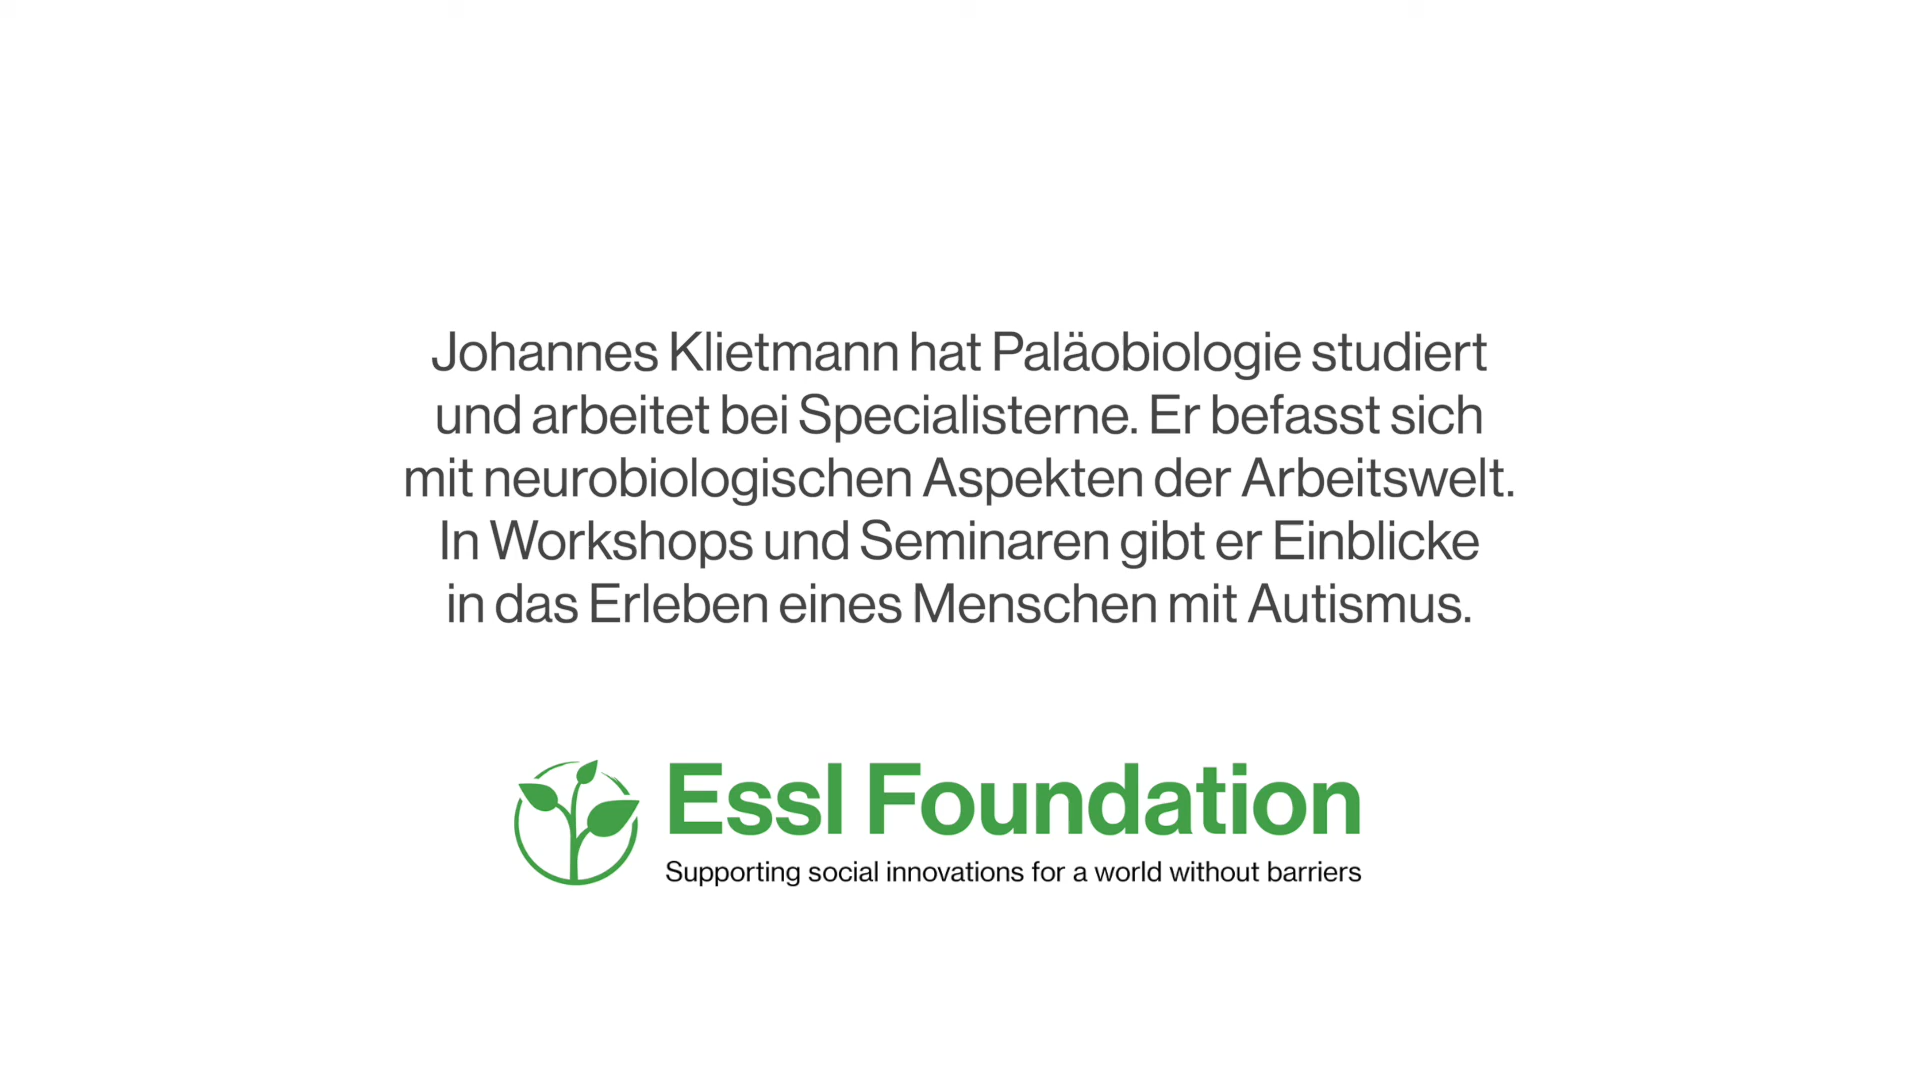 Johannes Klietmann hat Paläobiologie studiert
und arbeitet bei Specialisterne. Er befasst sich
mit neurobiologischen Aspekten der Arbeitswelt.
In Workshops und Seminaren gibt er Einblicke
in das Erleben eines Menschen mit Autismus.
Essl Foundation
Supporting social innovations for a world without barriers